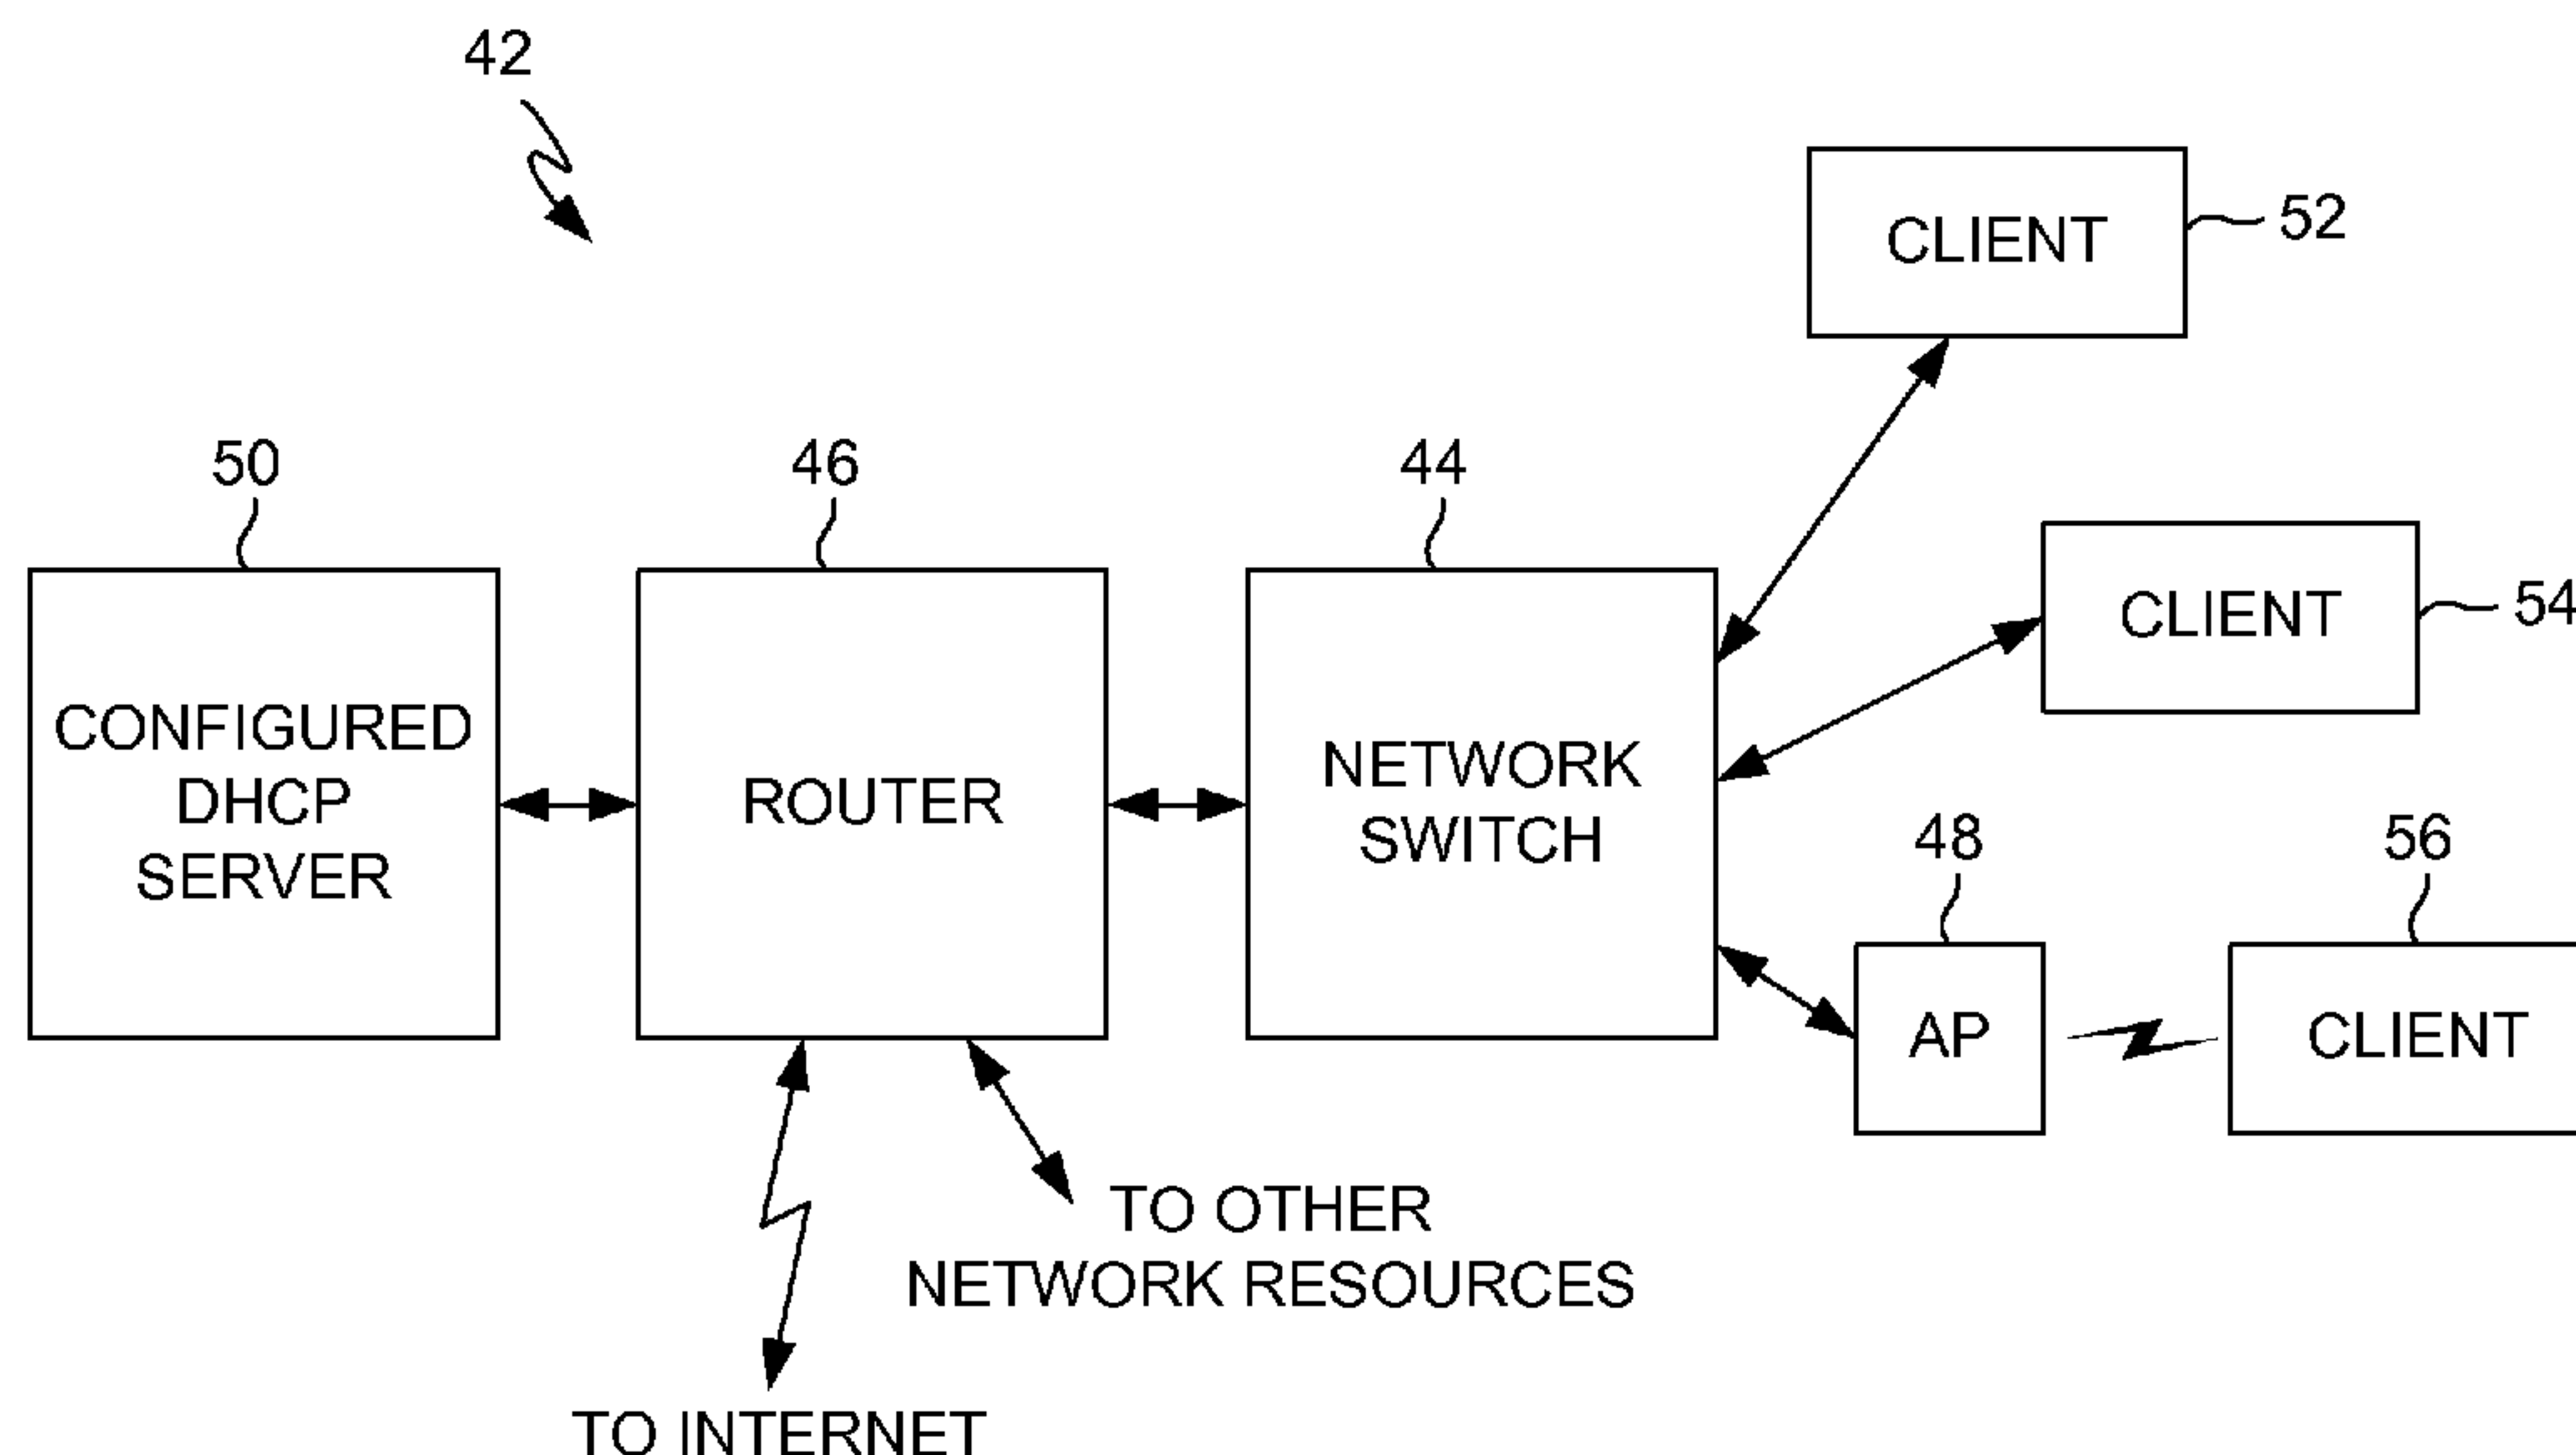 42
CLIENT
52
50
46
44
CLIENT
54
CONFIGURED
DHCP
SERVER
ROUTER
NETWORK
SWITCH
48
56
AP
CLIENT
TO OTHER
NETWORK RESOURCES
TO INTERNET